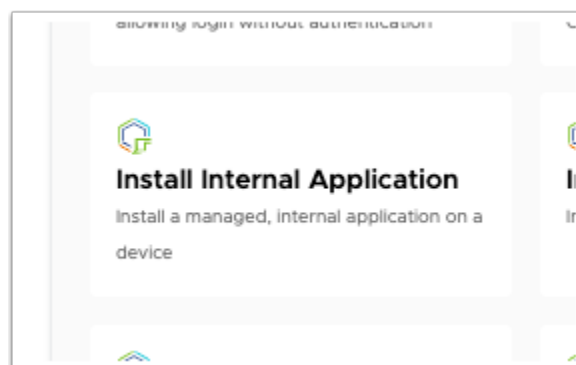 allowing login without authentication
Install Internal Application
Install a managed, internal application on a
device